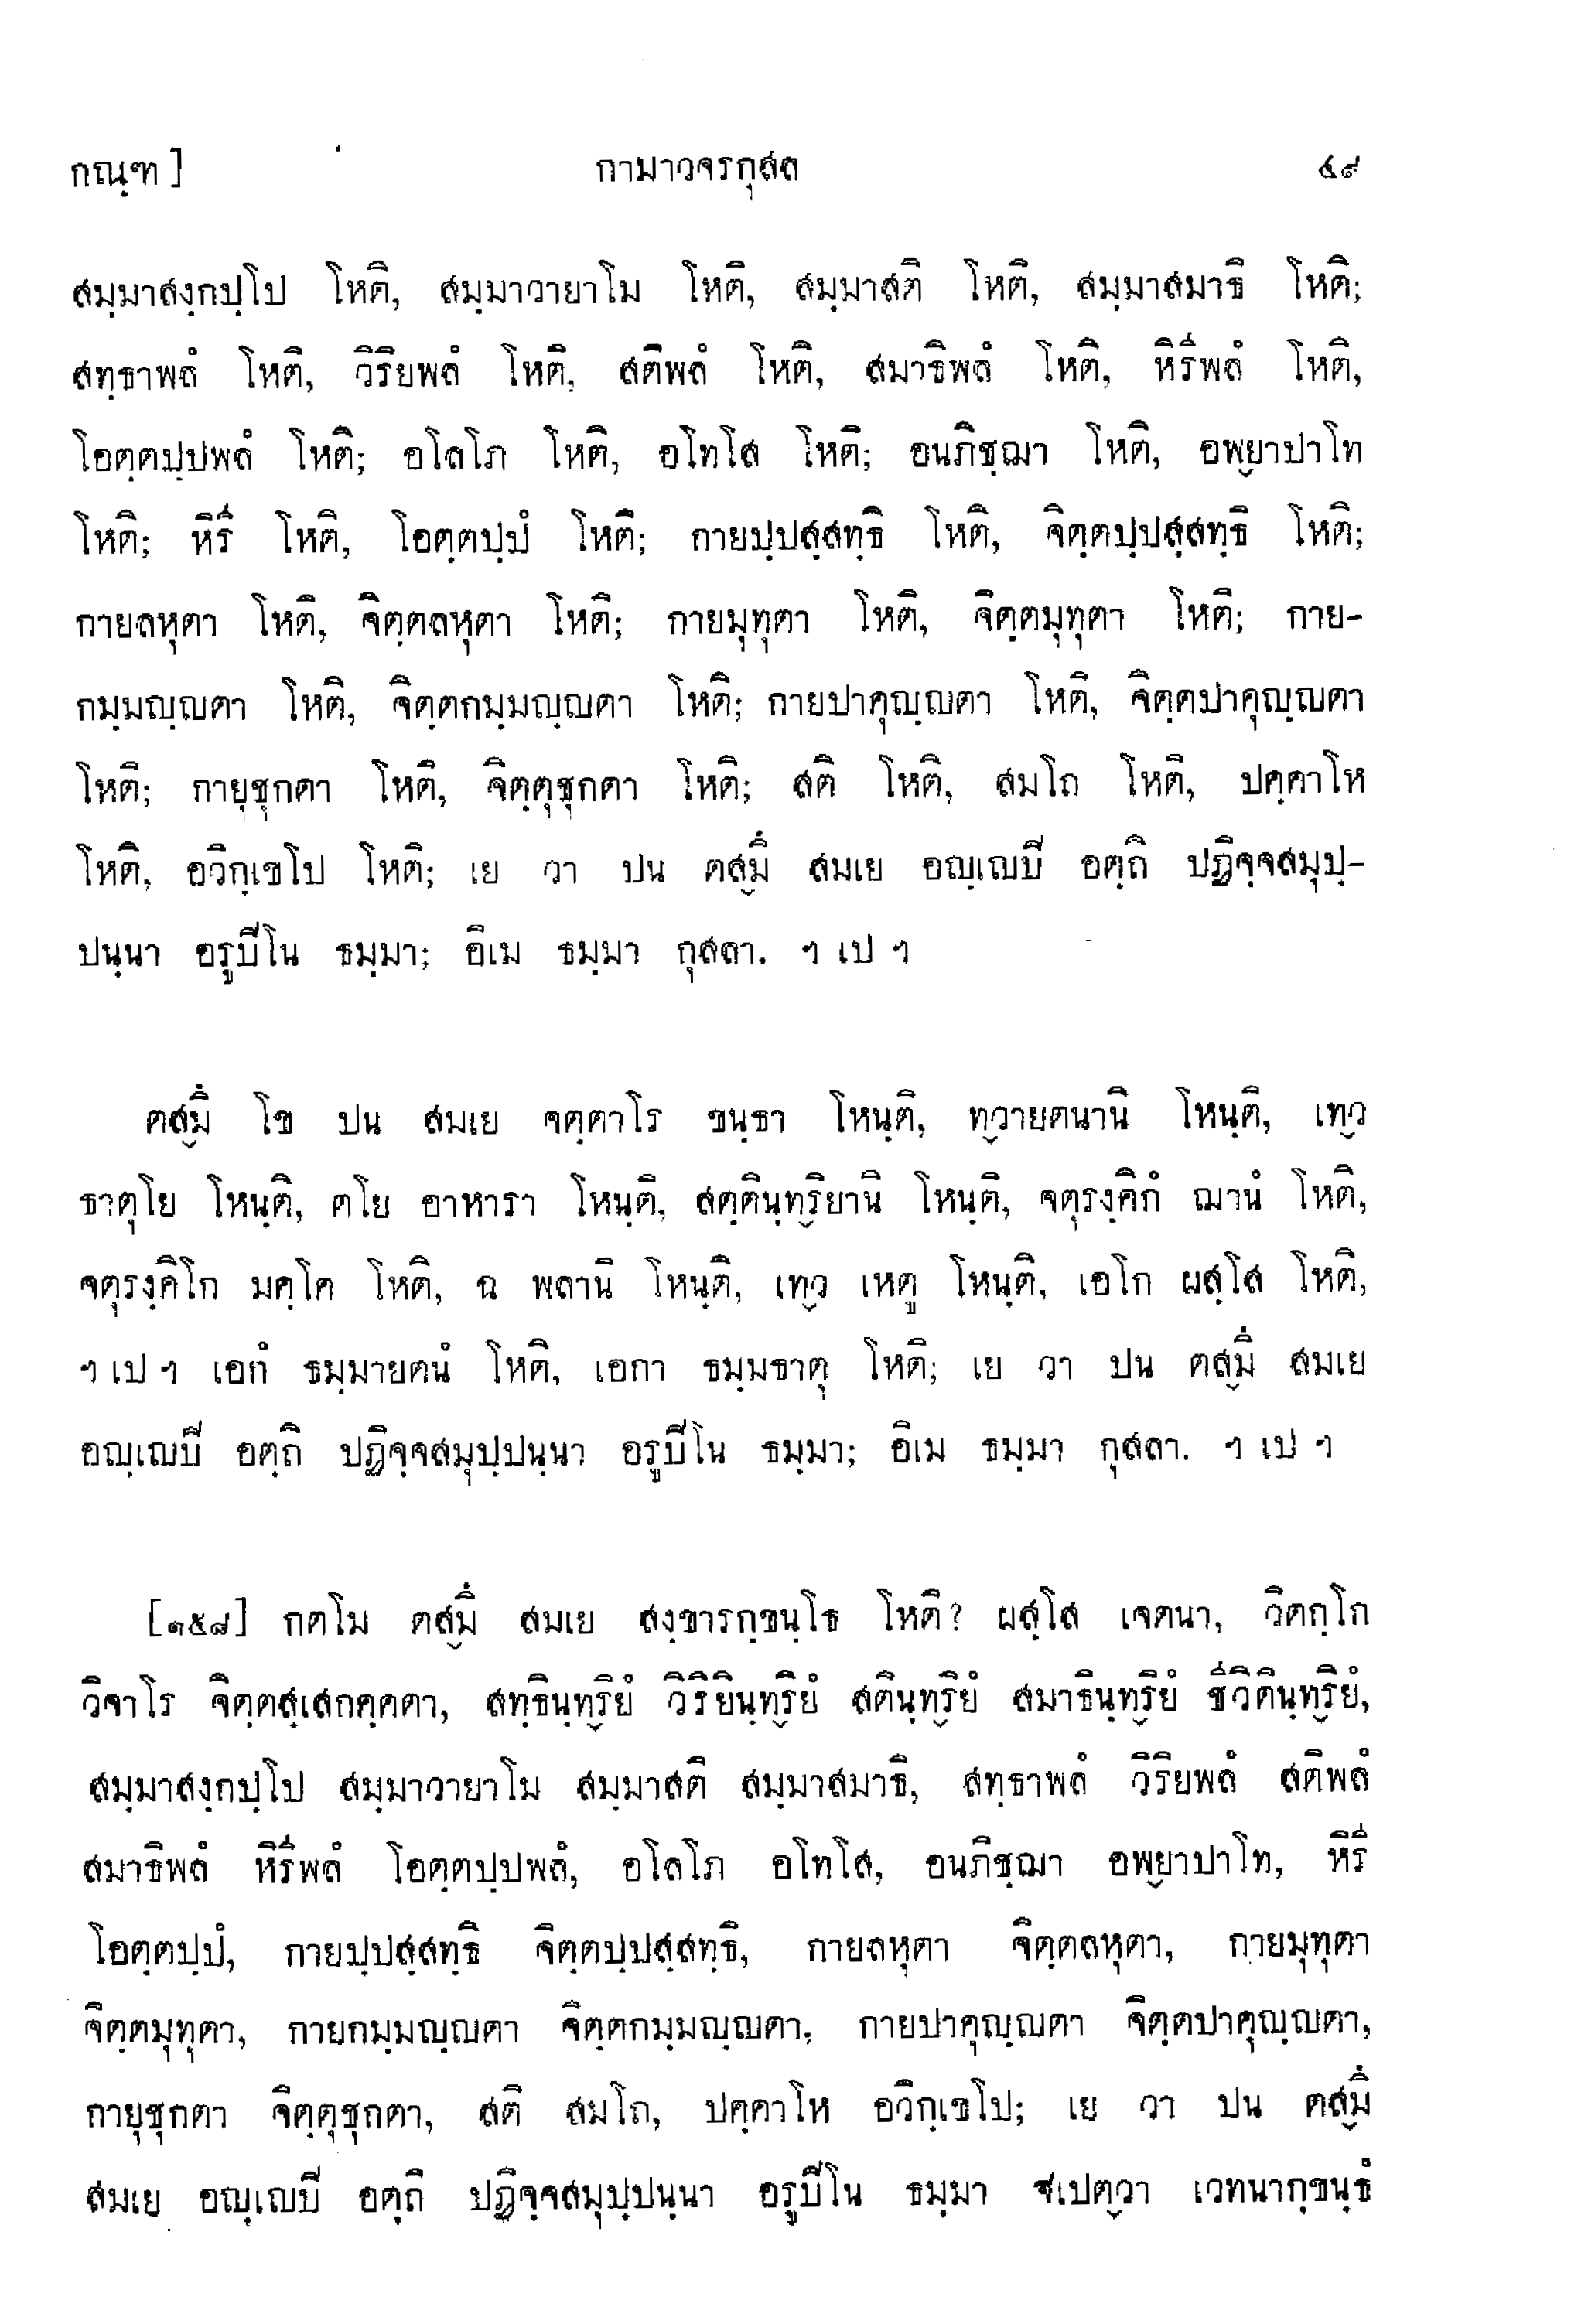 กณฺฑ] กามาวจรกุสล ๔๙
สมฺมาสงฺกปฺโป โหติ, สมฺมาวายาโม โหติ, สมฺมาสติ โหติ, สมฺมาสมาธิ โหติ;
สทฺธาพลํ โหติ, วิริยพลํ โหติ, สติพลํ โหติ, สมาธิพลํ โหติ, หิริพลํ โหติ,
โอตฺตปฺปพลํ โหติ; อโลโภ โหติ, อโทโส โหติ; อนภิชฺฌา โหติ, อพฺยาปาโท
โหติ; หิริ โหติ, โอตฺตปฺปํ โหติ; กายปฺปสฺสทฺธิ โหติ, จิตฺตปฺปสฺสทฺธิ โหติ;
กายลหุตา โหติ, จิตฺตลหุตา โหติ; กายมุทุตา โหติ, จิตฺตมุทุตา โหติ; กาย-
กมฺมญฺญตา โหติ, จิตฺตกมฺมญฺญตา โหติ; กายปาคุญฺญตา โหติ, จิตฺตปาคุญฺญตา
โหติ; กายุชุกตา โหติ, จิตฺตุชุกตา โหติ; สติ โหติ, สมโถ โหติ, ปคฺคาโห
โหติ, อวิกฺเขโป โหติ; เย วา ปน ตสฺมึ สมเย อญฺเญปิ อตฺถิ ปฏิจฺจสมุปฺ-
ปนฺนา อรูปิโน ธมฺมา; อิเม ธมฺมา กุสลา. ฯ เป ฯ
ตสฺมึ โข ปน สมเย จตฺตาโร ขนฺธา โหนฺติ, ทฺวายตนานิ โหนฺติ, เทฺว
ธาตุโย โหนฺติ, ตโย อาหารา โหนฺติ, สตฺตินฺทฺริยานิ โหนฺติ, จตุรงฺคิกํ ฌานํ โหติ,
จตุรงฺคิโก มคฺโค โหติ, ฉ พลานิ โหนฺติ, เทฺว เหตู โหนฺติ, เอโก ผสฺโส โหติ,
ฯ เป ฯ เอกํ ธมฺมายตนํ โหติ, เอกา ธมฺมธาตุ โหติ; เย วา ปน ตสฺมึ สมเย
อญฺเญปิ อตฺถิ ปฏิจฺจสมุปฺปนฺนา อรูปิโน ธมฺมา; อิเม ธมฺมา กุสลา. ฯ เป ฯ
[๑๕๘] กตโม ตสฺมึ สมเย สงฺขารกฺขนฺโธ โหติ? ผสฺโส เจตนา, วิตกฺโก
วิจาโร จิตฺตสฺเสกคฺคตา, สทฺธินฺทฺริยํ วิริยินฺทฺริยํ สตินฺทฺริยํ สมาธินฺทฺริยํ ชีวิตินฺทฺริยํ,
สมฺมาสงฺกปฺโป สมฺมาวายาโม สมฺมาสติ สมฺมาสมาธิ, สทฺธาพลํ วิริยพลํ สติพลํ
สมาธิพลํ หิริพลํ โอตฺตปฺปพลํ, อโลโภ อโทโส, อนภิชฺฌา อพฺยาปาโท, หิริ
โอตฺตปฺปํ, กายปฺปสฺสทฺธิ จิตฺตปฺปสฺสทฺธิ, กายลหุตา จิตฺตลหุตา, กายมุทุตา
จิตฺตมุทุตา, กายกมฺมญฺญตา จิตฺตกมฺมญฺญตา, กายปาคุญฺญตา จิตฺตปาคุญฺญตา,
กายุชุกตา จิตฺตุชุกตา, สติ สมโถ, ปคฺคาโห อวิกฺเขโป; เย วา ปน ตสฺมึ
สมเย อญฺเญปิ อตฺถิ ปฏิจฺจสมุปฺปนฺนา อรูปิโน ธมฺมา ฐเปตฺวา เวทนากฺขนฺธํ